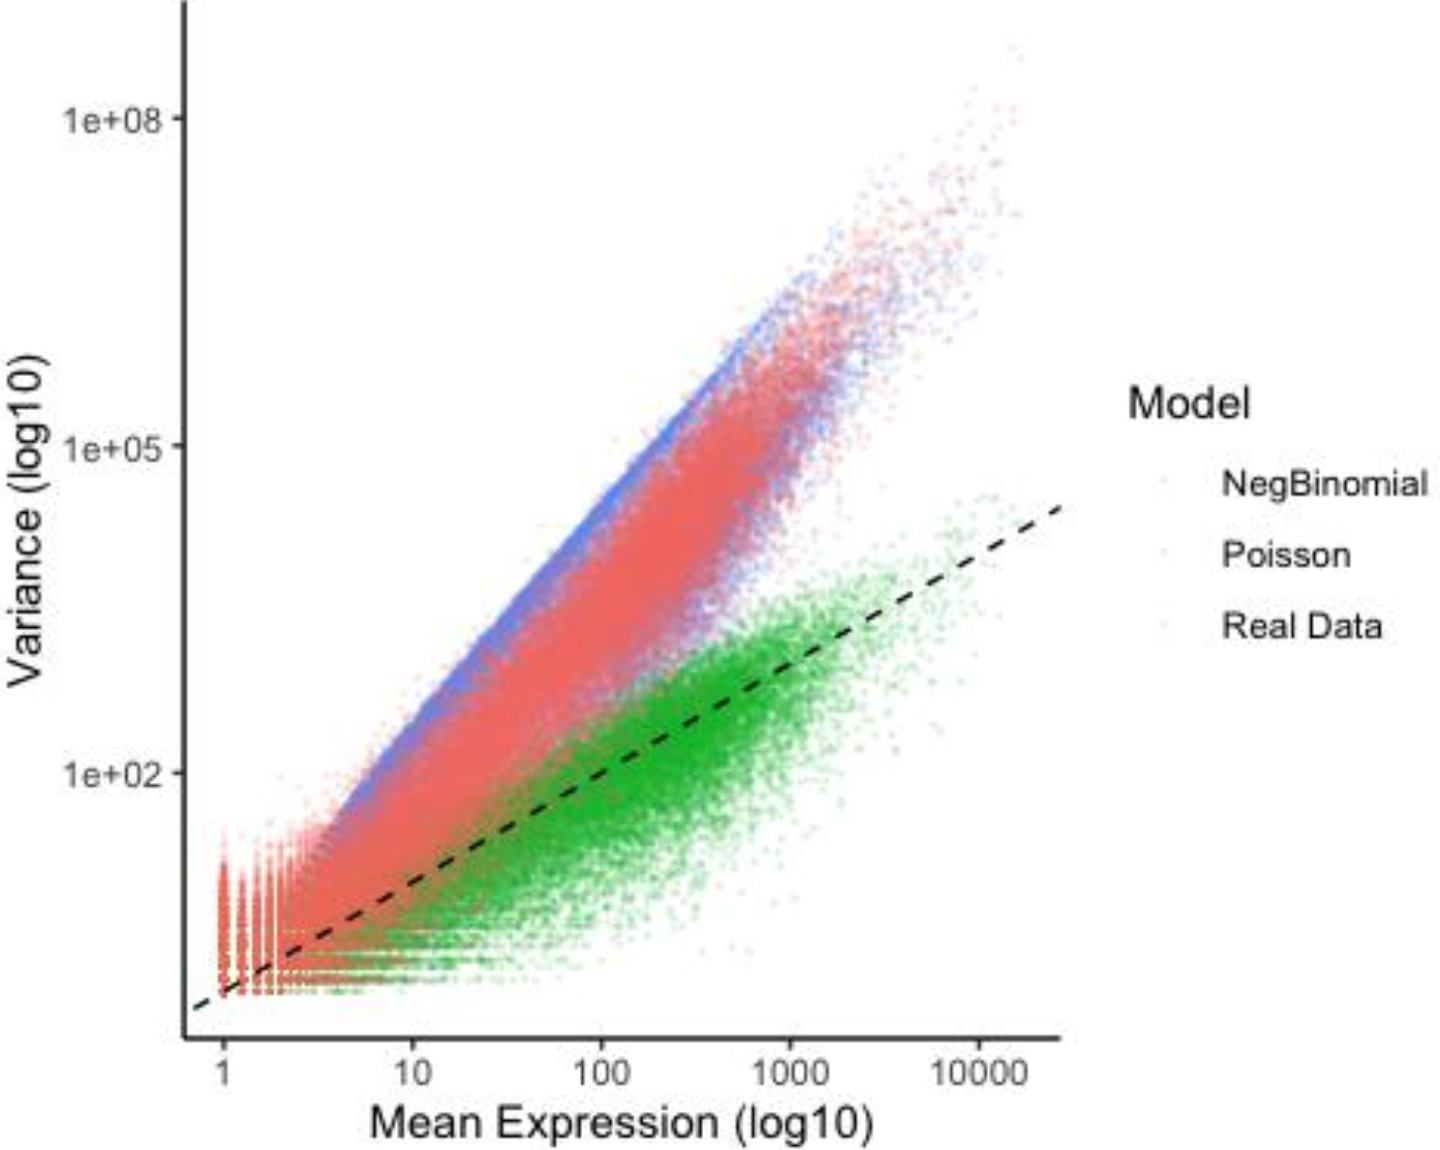 1e+08
1e+05
1e+02
Variance (log10)
1
10
100
1000
10000
Mean Expression (log10)
Model
NegBinomial
Poisson
Real Data